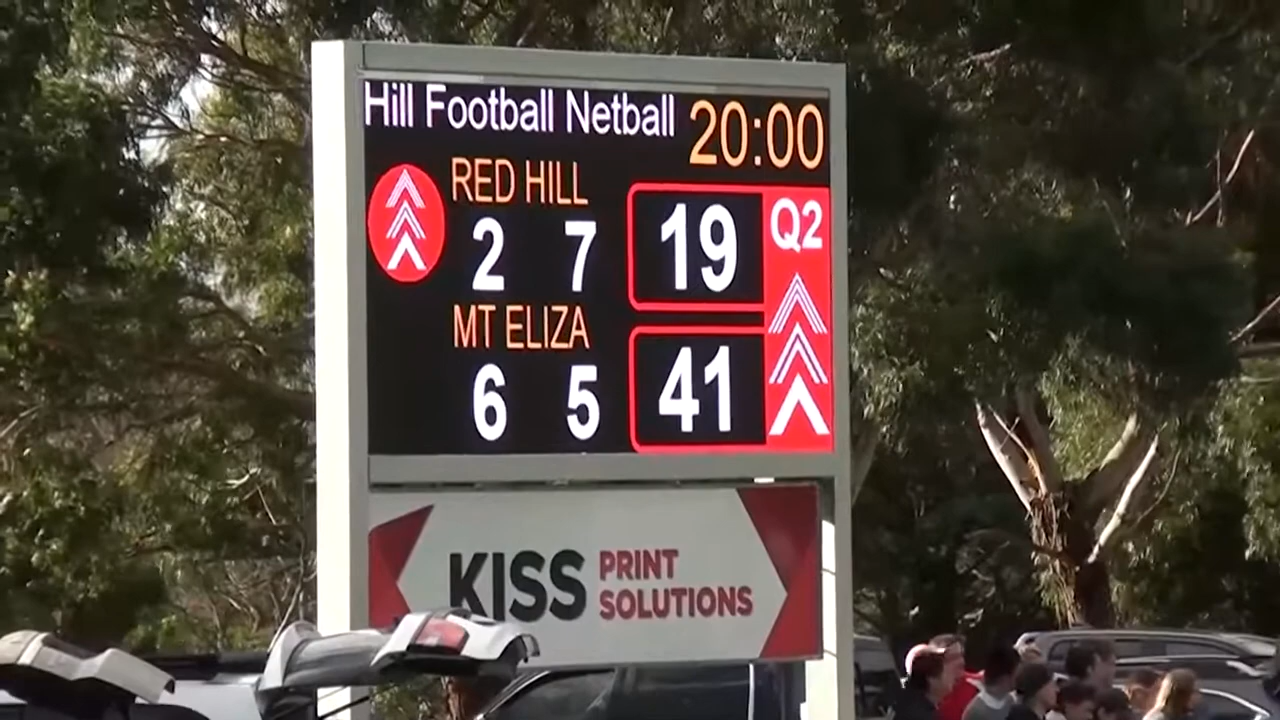 Hill Football Netball
20:00
RED HILL
2 7 19
Q2
MT ELIZA
6 5 41
KISS PRINT SOLUTIONS